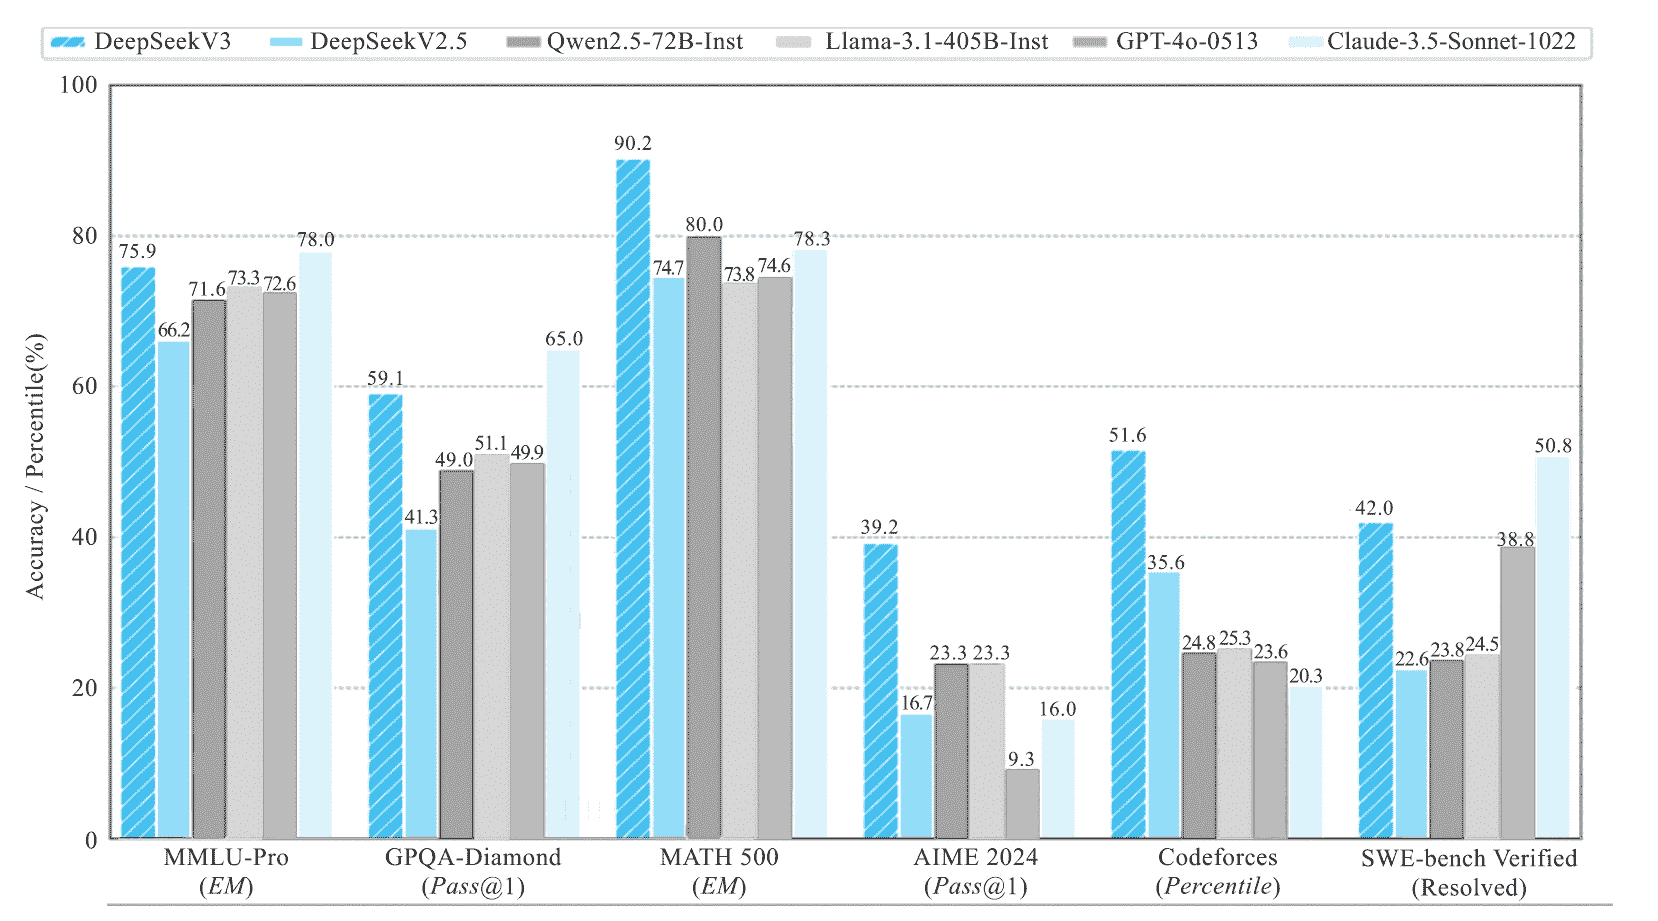 DeepSeekV3 DeepSeekV2.5 Qwen2.5-72B-Inst Llama-3.1-405B-Inst GPT-4o-0513 Claude-3.5-Sonnet-1022
Accuracy / Percentile(%)
100
80
60
40
20
0
75.9 66.2 71.6 73.3 72.6 78.0
59.1 41.3 49.0 51.1 49.9 65.0
90.2 74.7 80.0 73.8 74.6 78.3
39.2 16.7 23.3 23.3 9.3 16.0
51.6 35.6 24.8 25.3 23.6 20.3
42.0 22.6 23.8 24.5 38.8 50.8
MMLU-Pro GPQA-Diamond MATH 500 AIME 2024 Codeforces SWE-bench Verified
(EM) (Pass@1) (EM) (Pass@1) (Percentile) (Resolved)